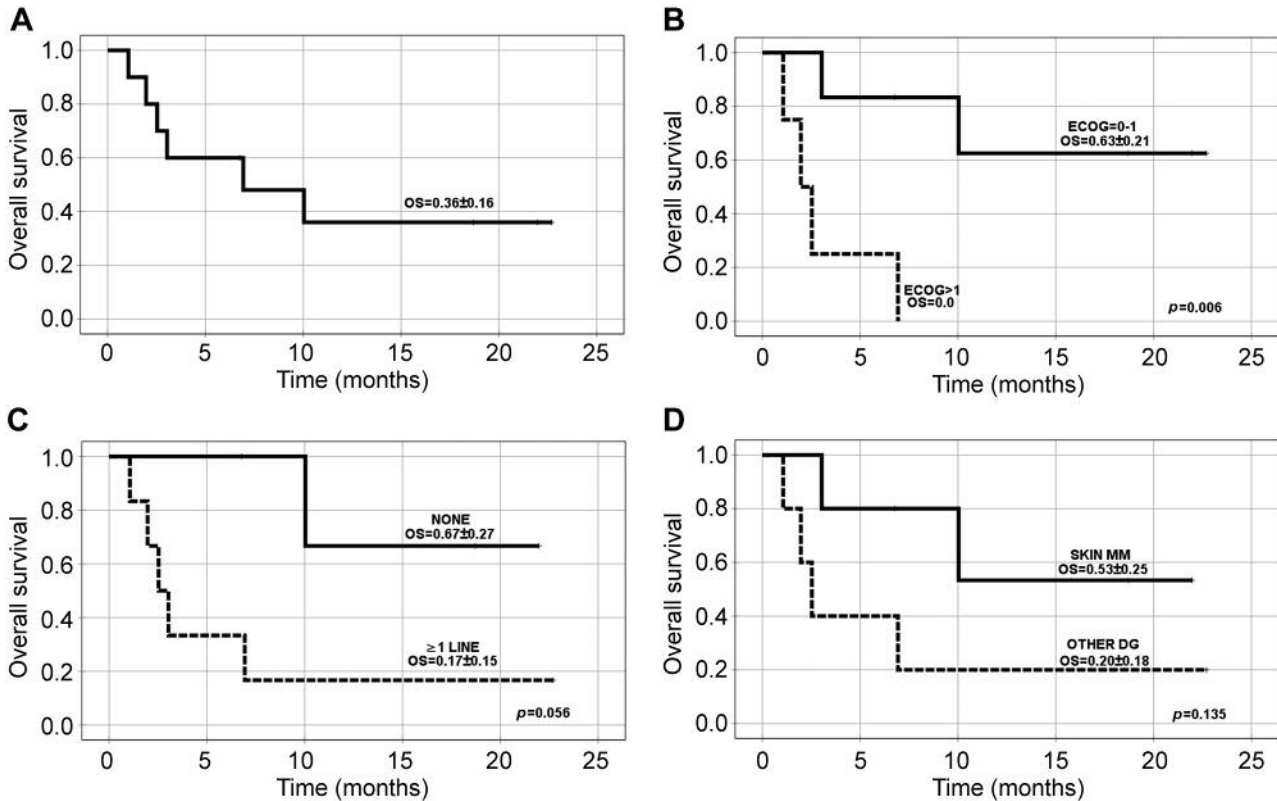 A
Overall survival
1.0
0.8
0.6
0.4
0.2
0.0
OS=0.36±0.16
0 5 10 15 20 25
Time (months)
B
Overall survival
1.0
0.8
0.6
0.4
0.2
0.0
ECOG=0-1
OS=0.63±0.21
ECOG>1
OS=0.0
p=0.006
0 5 10 15 20 25
Time (months)
C
Overall survival
1.0
0.8
0.6
0.4
0.2
0.0
NONE
OS=0.67±0.27
≥1 LINE
OS=0.17±0.15
p=0.056
0 5 10 15 20 25
Time (months)
D
Overall survival
1.0
0.8
0.6
0.4
0.2
0.0
SKIN MM
OS=0.53±0.25
OTHER DG
OS=0.20±0.18
p=0.135
0 5 10 15 20 25
Time (months)